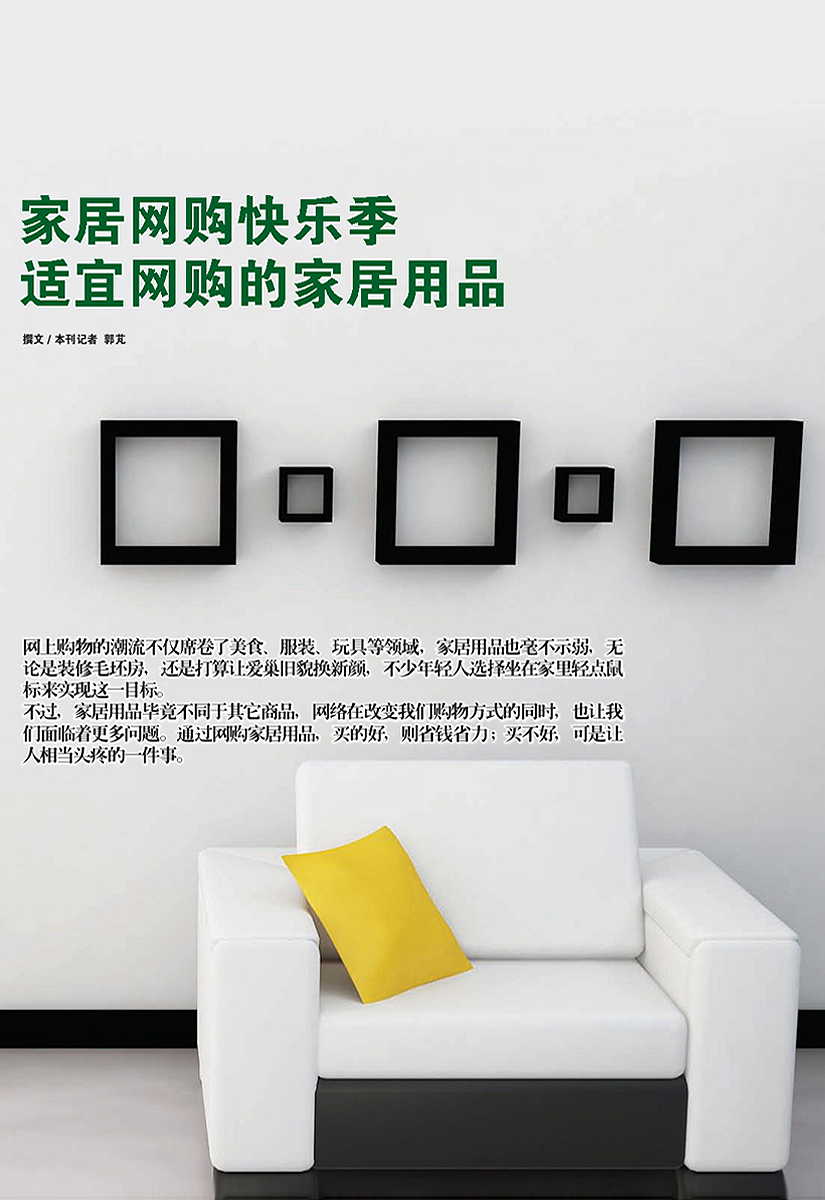 家居网购快乐季
适宜网购的家居用品
撰文 / 本刊记者 郭芃
网上购物的潮流不仅席卷了美食、服装、玩具等领域，家居用品也毫不示弱，无
论是装修毛坯房，还是打算让爱巢旧貌换新颜，不少年轻人选择坐在家里轻点鼠
标来实现这一目标。
不过，家居用品毕竟不同于其它商品，网络在改变我们购物方式的同时，也让我
们面临着更多问题。通过网购家居用品，买的好，则省钱省力；买不好，可是让
人相当头疼的一件事。